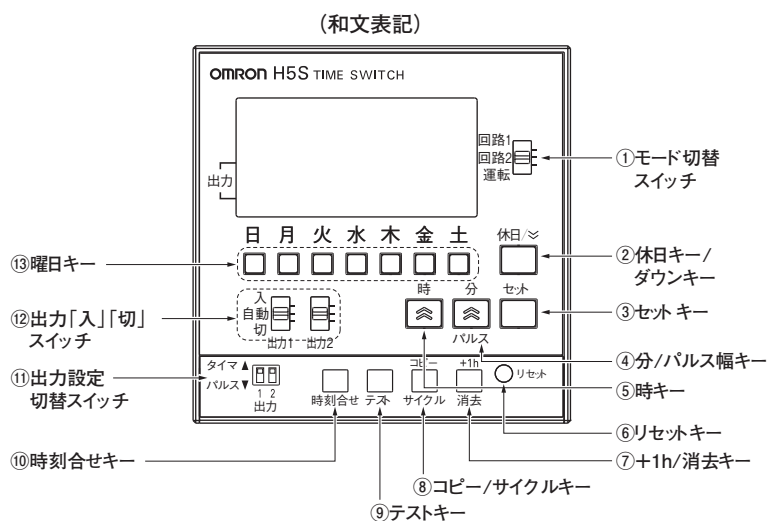 （和文表記）
OMRON H5S TIME SWITCH
回路1
回路2
運転
出力
①モード切替
スイッチ
日 月 火 水 木 金 土
休日/≫
②休日キー/
ダウンキー
⑬曜日キー
時 分 セット
③セットキー
入
自動
切
出力1 出力2
⑫出力「入」「切」
スイッチ
パルス
④分/パルス幅キー
タイマ▲
パルス▼
1 2
出力
⑪出力設定
切替スイッチ
時刻合せ
テスト
コピー
サイクル
+1h
消去
リセット
⑤時キー
⑥リセットキー
⑦+1h/消去キー
⑩時刻合せキー
⑧コピー/サイクルキー
⑨テストキー